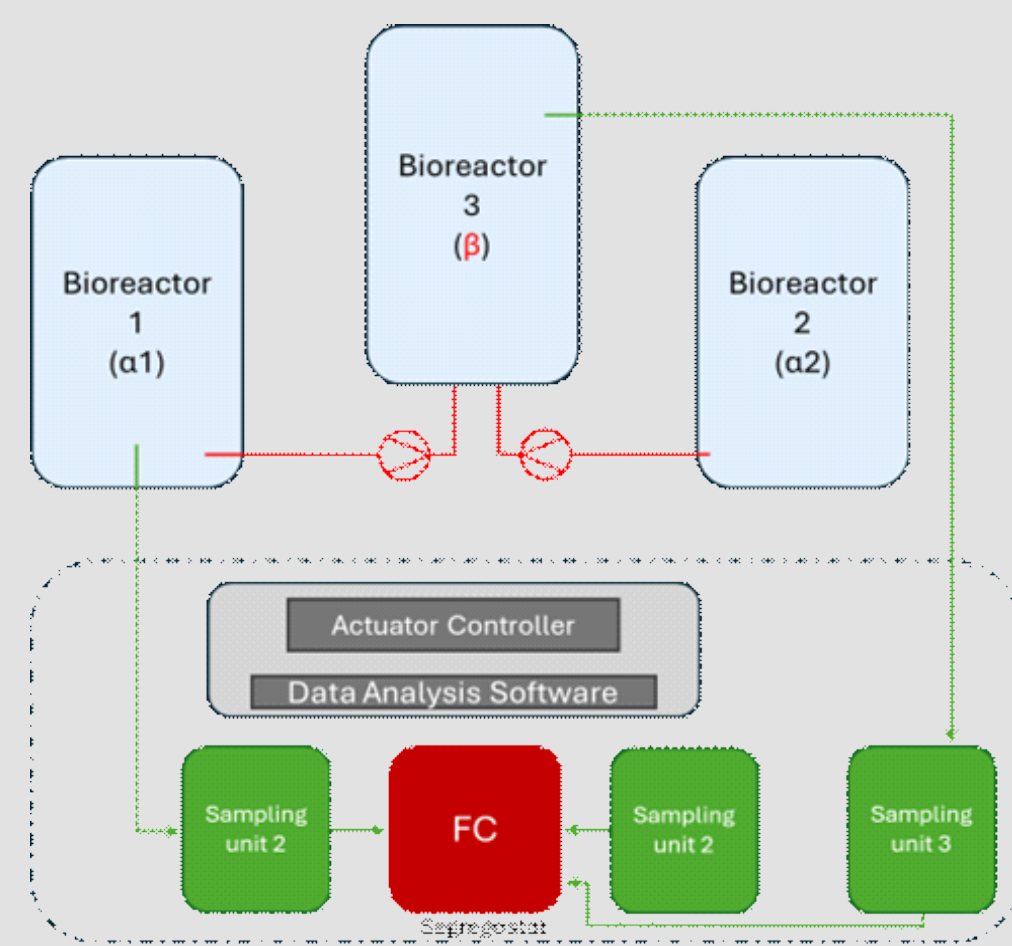 Bioreactor
3
(β)
Bioreactor
1
(α1)
Bioreactor
2
(α2)
Actuator Controller
Data Analysis Software
Sampling
unit 2
FC
Sampling
unit 2
Sampling
unit 3
Segregostat